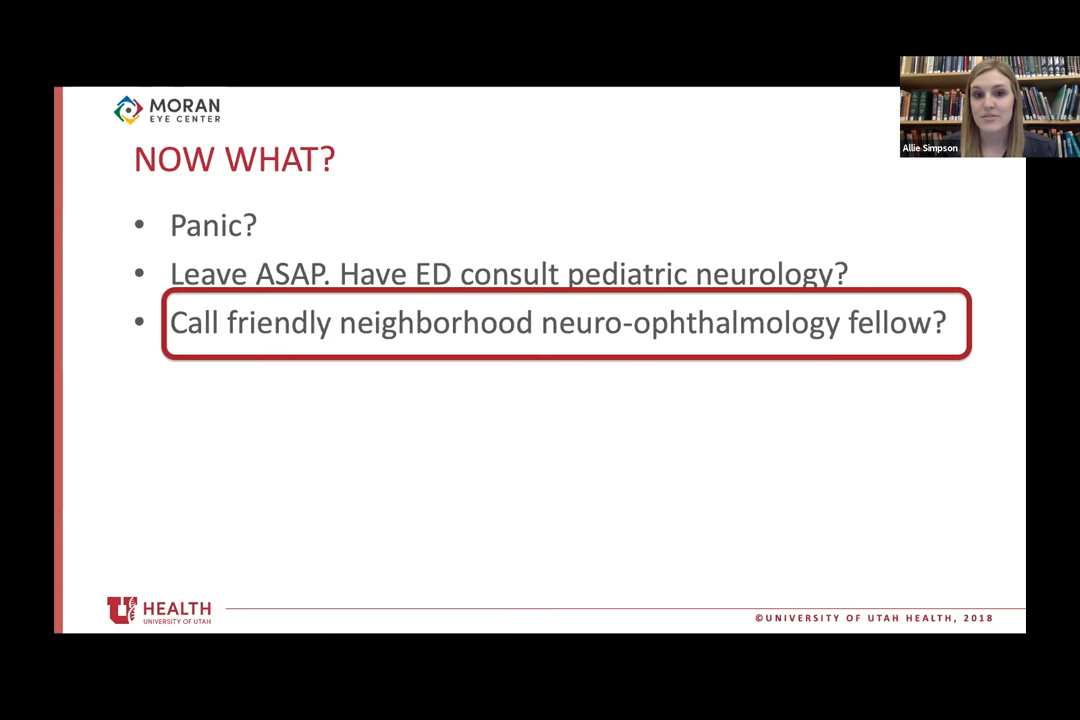 MORAN
EYE CENTER
Allie Simpson
NOW WHAT?
• Panic?
• Leave ASAP. Have ED consult pediatric neurology?
• Call friendly neighborhood neuro-ophthalmology fellow?
U HEALTH
UNIVERSITY OF UTAH
©UNIVERSITY OF UTAH HEALTH, 2018